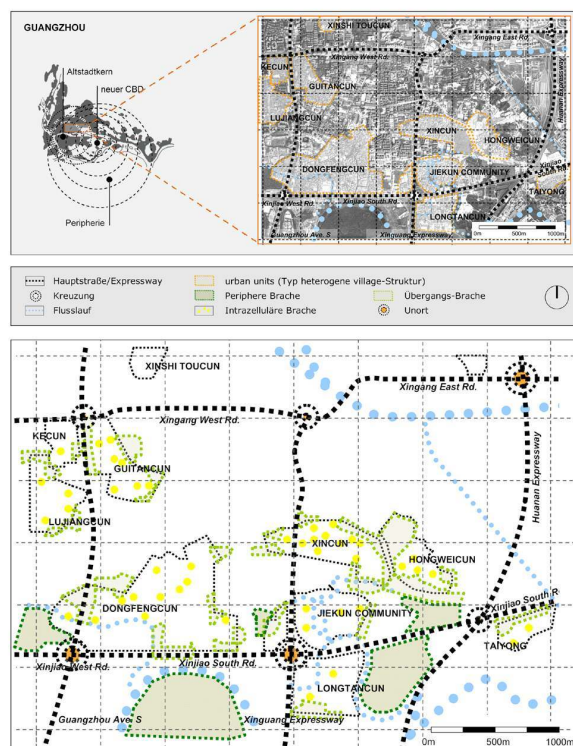 GUANGZHOU
Altstadtkern
neuer CBD
Peripherie
XINSHI TOUCUN
Xingang East Rd.
Xingang West Rd.
KECUN
GUITANCUN
Huanan Expressway
LUJIANGCUN
XINCUN
HONGWEICUN
DONGFENGCUN
JIEKUN COMMUNITY
Xinjiao South Rd.
TAIYONG
Xinjiao West Rd.
Xinjiao South Rd.
LONGTANCUN
Guangzhou Ave. S
Xinguang Expressway
0m 500m 1000m
Hauptstraße/Expressway
urban units (Typ heterogene village-Struktur)
Kreuzung
Periphere Brache
Übergangs-Brache
Flusslauf
Intrazelluläre Brache
Unort
XINSHI TOUCUN
Xingang East Rd.
Xingang West Rd.
KECUN
GUITANCUN
Huanan Expressway
LUJIANGCUN
XINCUN
HONGWEICUN
DONGFENGCUN
JIEKUN COMMUNITY
Xinjiao South R
TAIYONG
Xinjiao West Rd.
Xinjiao South Rd.
LONGTANCUN
Guangzhou Ave. S
Xinguang Expressway
0m 500m 1000m